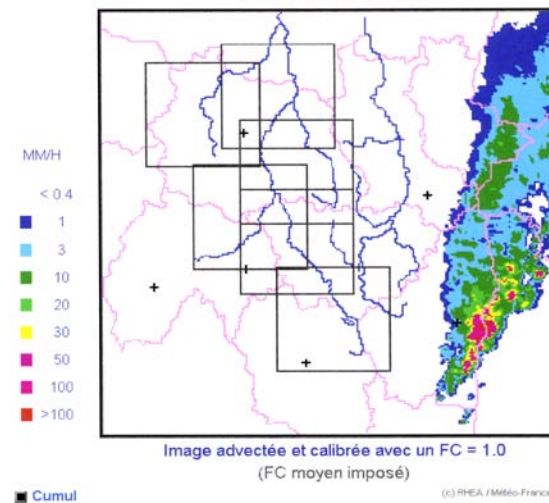 MM/H
< 0.4
1
3
10
20
30
50
100
>100
Image advectée et calibrée avec un FC = 1.0
(FC moyen imposé)
Cumul
(c) RHEA / Météo-France